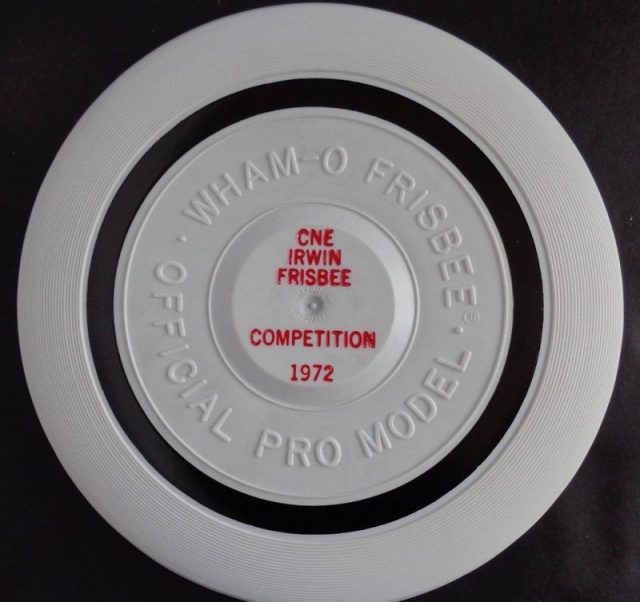 WHAM-O FRISBEE ®
· OFFICIAL PRO MODEL ·
CNE
IRWIN
FRISBEE
COMPETITION
1972